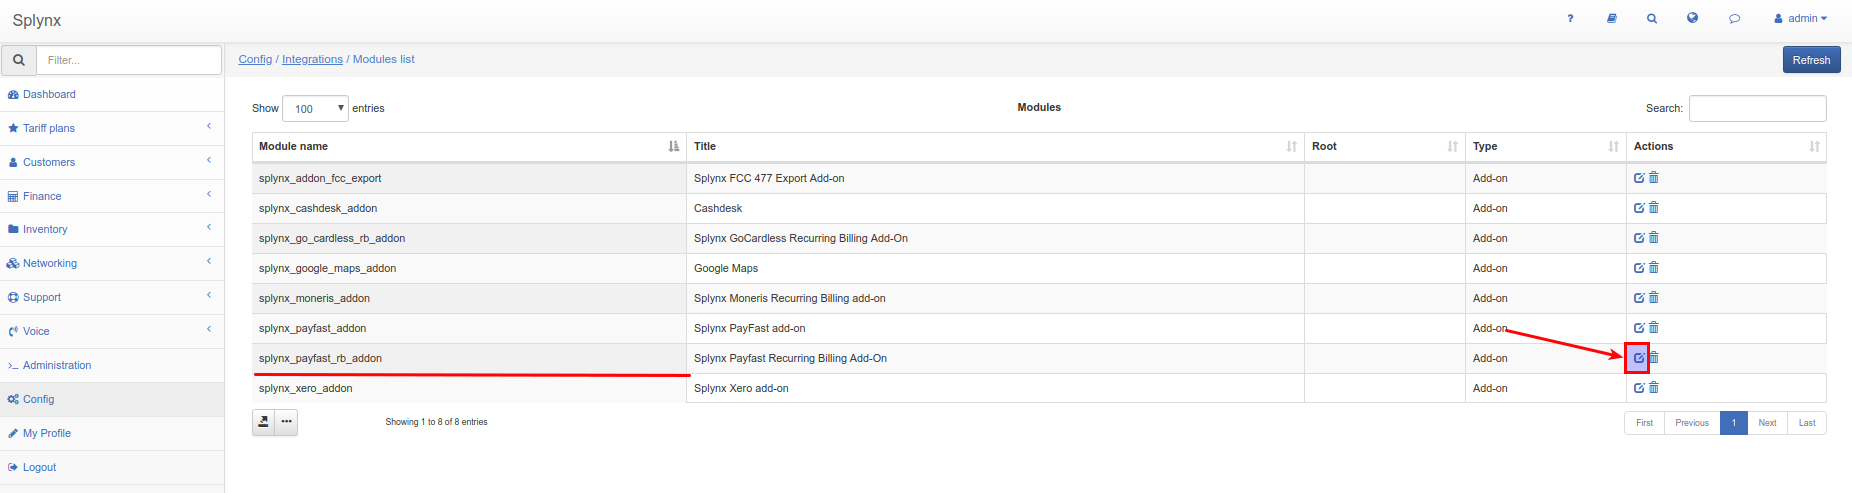 Splynx
? admin
Filter...
Config / Integrations / Modules list
Refresh
Dashboard
Tariff plans
Customers
Finance
Inventory
Networking
Support
Voice
Administration
Config
My Profile
Logout
Show 100 entries
Modules
Search:
Module name Title Root Type Actions
splynx_addon_fcc_export Splynx FCC 477 Export Add-on Add-on
splynx_cashdesk_addon Cashdesk Add-on
splynx_go_cardless_rb_addon Splynx GoCardless Recurring Billing Add-On Add-on
splynx_google_maps_addon Google Maps Add-on
splynx_moneris_addon Splynx Moneris Recurring Billing add-on Add-on
splynx_payfast_addon Splynx PayFast add-on Add-on
splynx_payfast_rb_addon Splynx Payfast Recurring Billing Add-On Add-on
splynx_xero_addon Splynx Xero add-on Add-on
Showing 1 to 8 of 8 entries
First Previous 1 Next Last